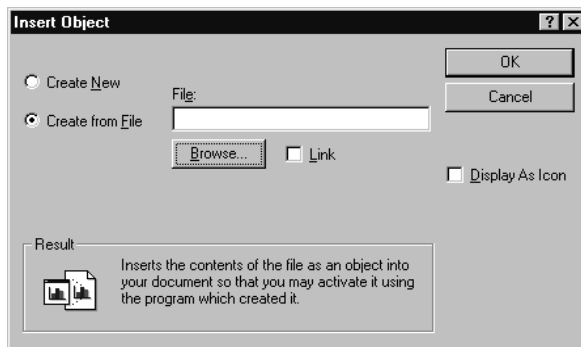 Insert Object
? ×
Create New
Create from File
File:
Browse...
Link
OK
Cancel
Display As Icon
Result
Inserts the contents of the file as an object into
your document so that you may activate it using
the program which created it.